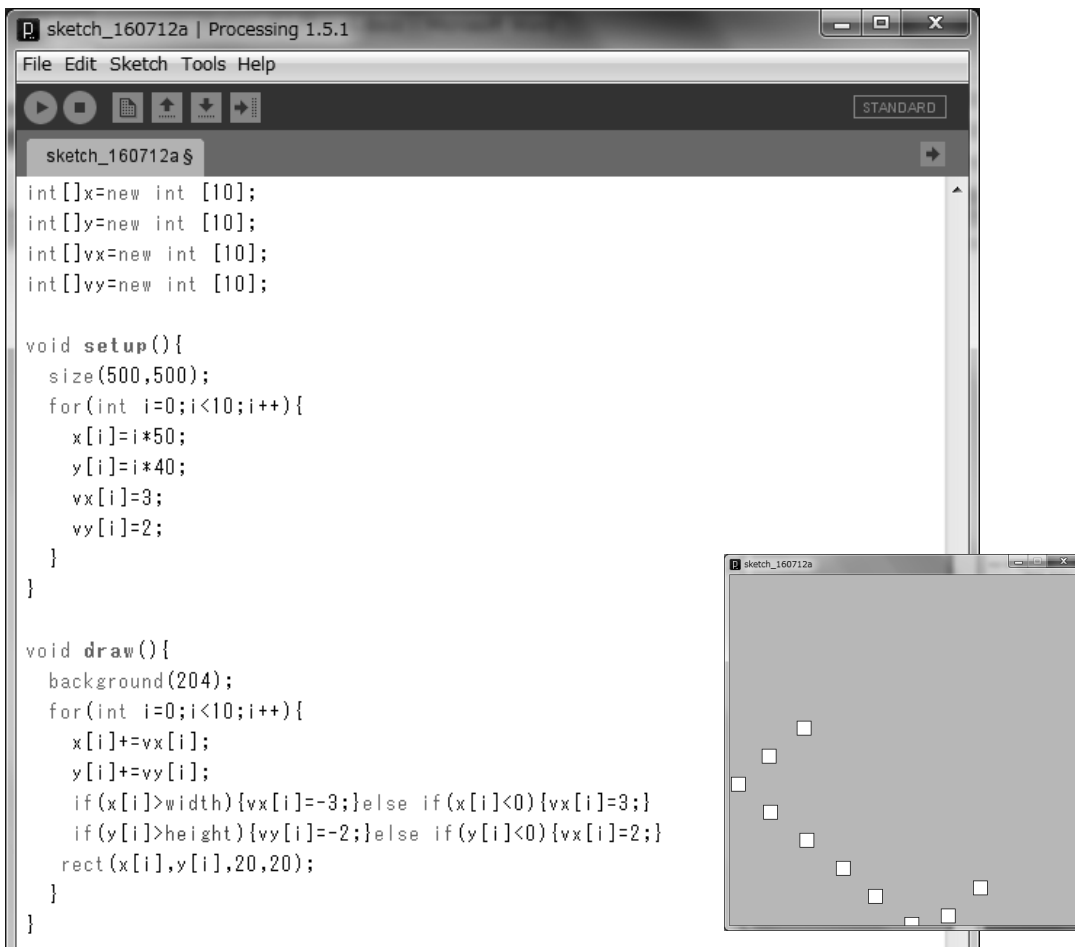 sketch_160712a | Processing 1.5.1
File Edit Sketch Tools Help
STANDARD
sketch_160712a §
int[]x=new int [10];
int[]y=new int [10];
int[]vx=new int [10];
int[]vy=new int [10];
void setup(){
size(500,500);
for(int i=0;i<10;i++){
x[i]=i*50;
y[i]=i*40;
vx[i]=3;
vy[i]=2;
}
}
void draw(){
background(204);
for(int i=0;i<10;i++){
x[i]+=vx[i];
y[i]+=vy[i];
if(x[i]>width){vx[i]=-3;}else if(x[i]<0){vx[i]=3;}
if(y[i]>height){vy[i]=-2;}else if(y[i]<0){vx[i]=2;}
rect(x[i],y[i],20,20);
}
}
sketch_160712a